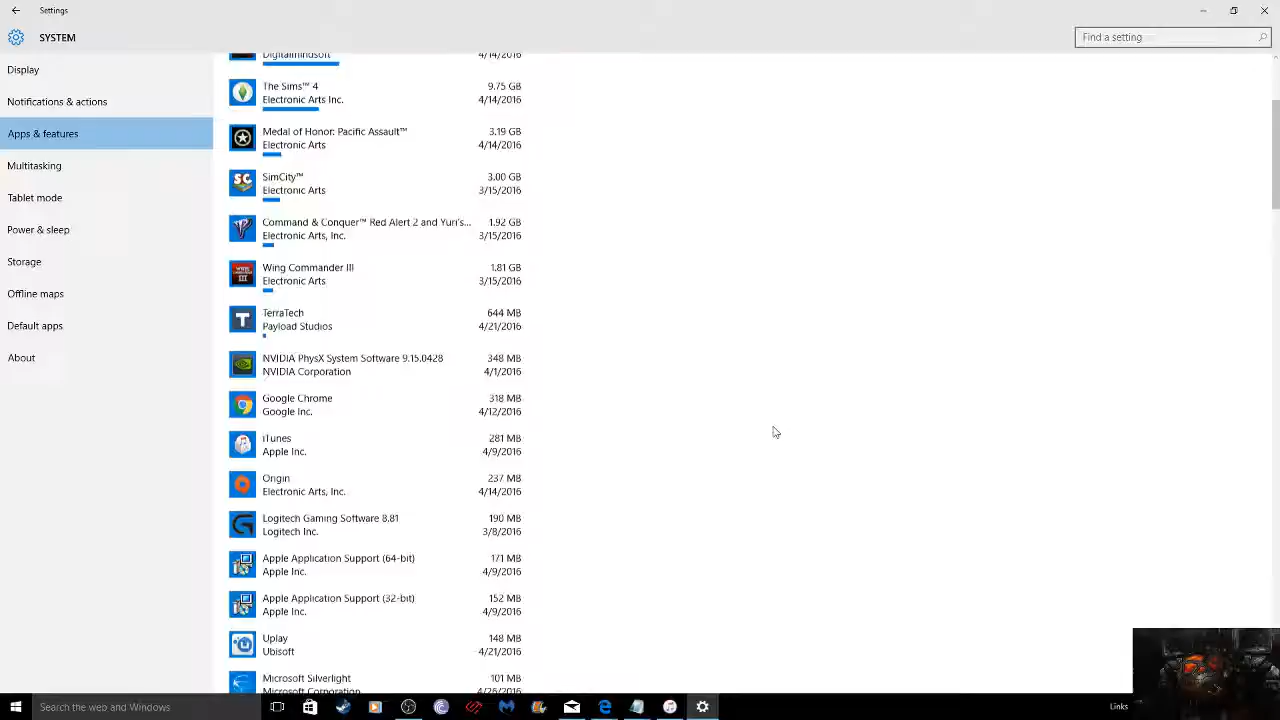 Settings
SYSTEM
Find a setting
Display
Notifications & actions
Apps & features
Multitasking
Tablet mode
Power & sleep
Storage
Offline maps
Default apps
About
Digitalmindsoft 4/14/2016
The Sims™ 4 9.75 GB
Electronic Arts Inc. 4/14/2016
Medal of Honor: Pacific Assault™ 3.19 GB
Electronic Arts 4/14/2016
SimCity™ 3.00 GB
Electronic Arts 3/15/2016
Command & Conquer™ Red Alert 2 and Yuri's... 1.92 GB
Electronic Arts, Inc. 3/15/2016
Wing Commander III 1.81 GB
Electronic Arts 3/15/2016
TerraTech 644 MB
Payload Studios 4/21/2016
NVIDIA PhysX System Software 9.15.0428 348 MB
NVIDIA Corporation 4/1/2016
Google Chrome 318 MB
Google Inc. 4/12/2016
iTunes 281 MB
Apple Inc. 4/9/2016
Origin 237 MB
Electronic Arts, Inc. 4/14/2016
Logitech Gaming Software 8.81 190 MB
Logitech Inc. 3/8/2016
Apple Application Support (64-bit) 171 MB
Apple Inc. 4/9/2016
Apple Application Support (32-bit) 152 MB
Apple Inc. 4/9/2016
Uplay 148 MB
Ubisoft 4/21/2016
Microsoft Silverlight 101 MB
Microsoft Corporation 4/26/2016
Search the web and Windows
Links